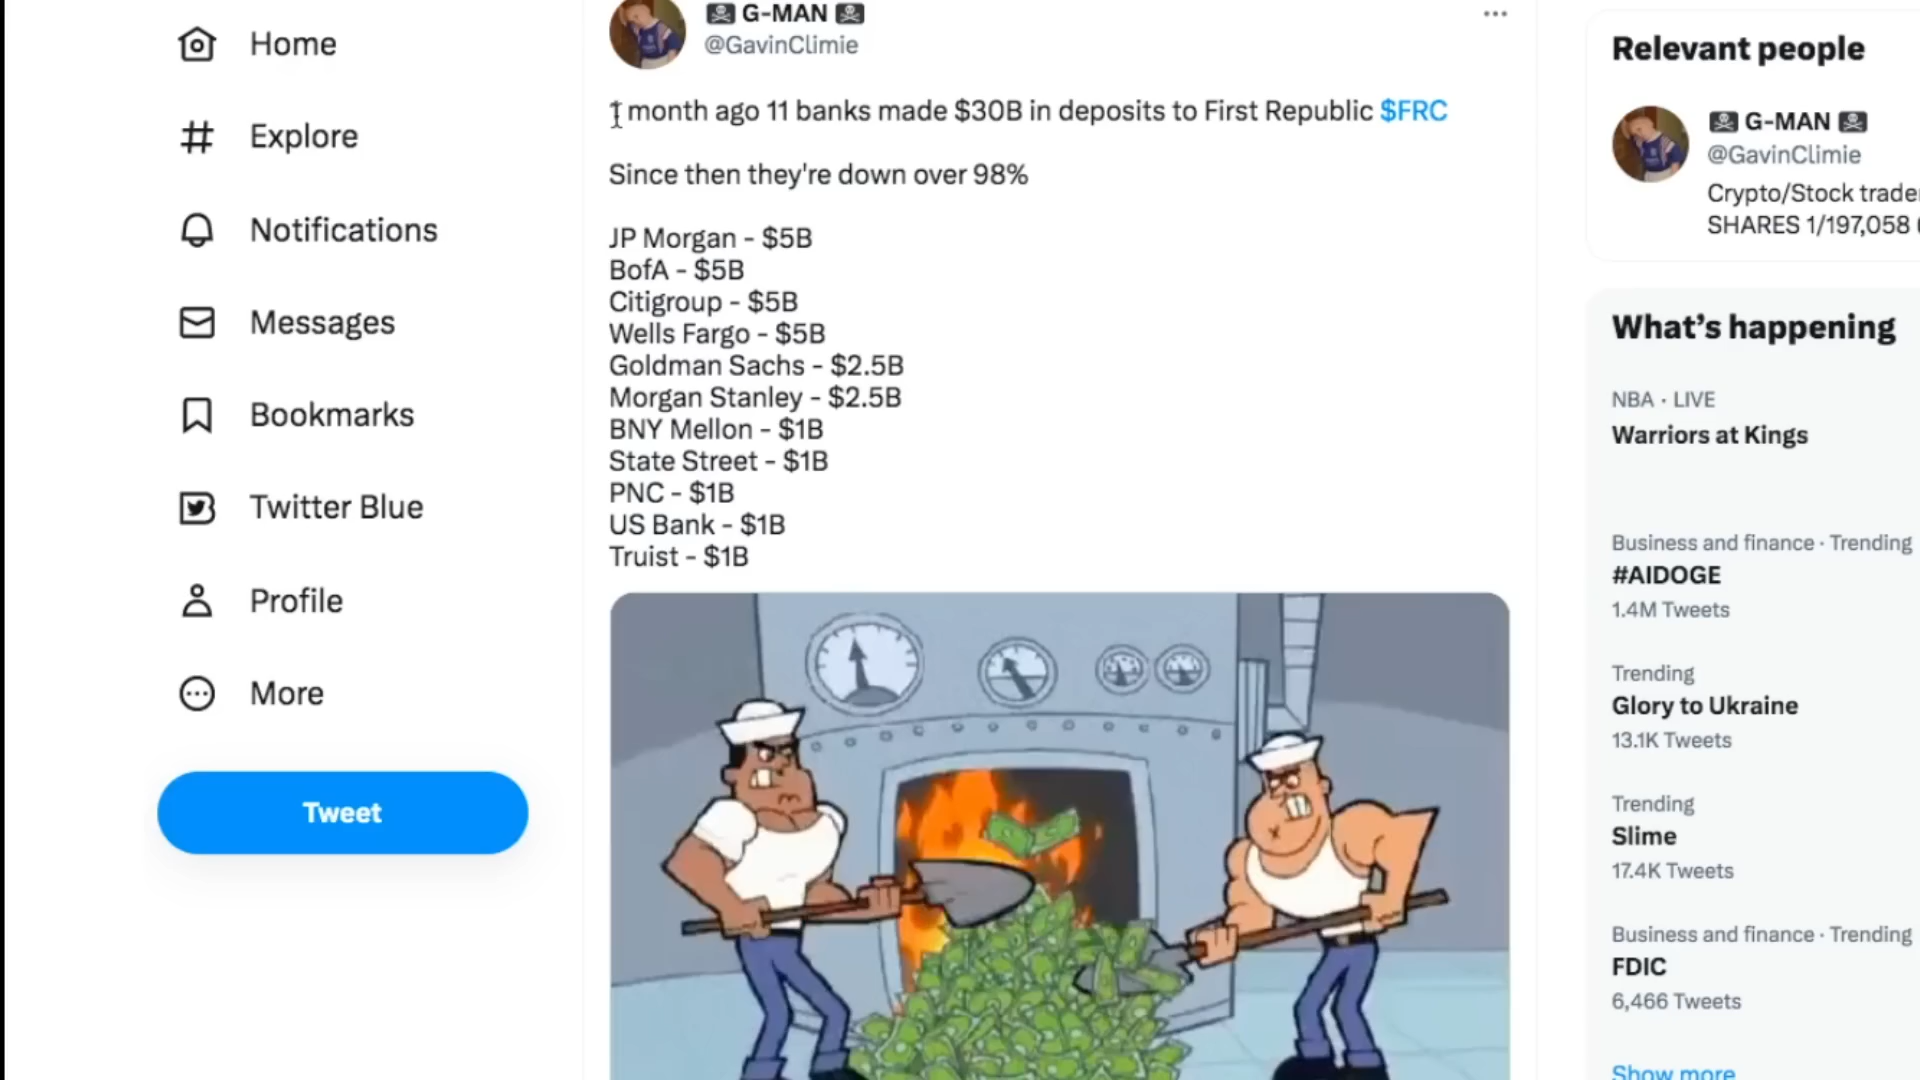 Home
Explore
Notifications
Messages
Bookmarks
Twitter Blue
Profile
More
Tweet
G-MAN
@GavinClimie
1 month ago 11 banks made $30B in deposits to First Republic $FRC
Since then they're down over 98%
JP Morgan - $5B
BofA - $5B
Citigroup - $5B
Wells Fargo - $5B
Goldman Sachs - $2.5B
Morgan Stanley - $2.5B
BNY Mellon - $1B
State Street - $1B
PNC - $1B
US Bank - $1B
Truist - $1B
Relevant people
G-MAN
@GavinClimie
Crypto/Stock trade
SHARES 1/197,058
What's happening
NBA · LIVE
Warriors at Kings
Business and finance · Trending
#AIDOGE
1.4M Tweets
Trending
Glory to Ukraine
13.1K Tweets
Trending
Slime
17.4K Tweets
Business and finance · Trending
FDIC
6,466 Tweets
Show more